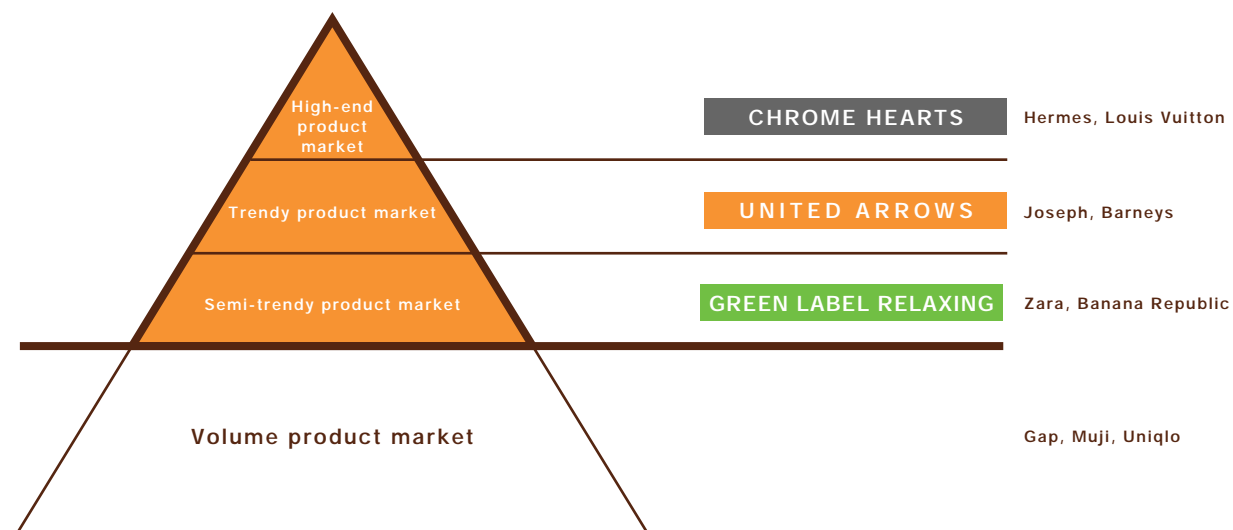 High-end
product
market
CHROME HEARTS
Hermes, Louis Vuitton
Trendy product market
UNITED ARROWS
Joseph, Barneys
Semi-trendy product market
GREEN LABEL RELAXING
Zara, Banana Republic
Volume product market
Gap, Muji, Uniqlo